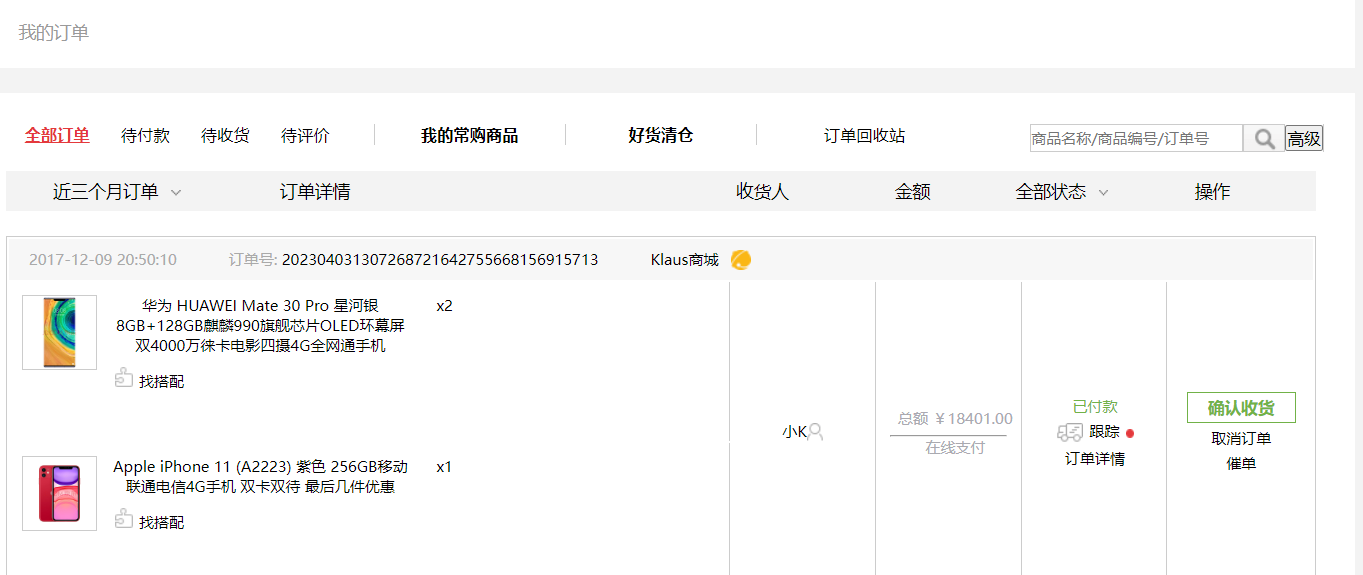 我的订单
全部订单 待付款 待收货 待评价 我的常购商品 好货清仓 订单回收站 商品名称/商品编号/订单号 高级
近三个月订单 订单详情 收货人 金额 全部状态 操作
2017-12-09 20:50:10 订单号: 20230403130726872164275566815691571​3 Klaus商城
华为 HUAWEI Mate 30 Pro 星河银 x2
8GB+128GB麒麟990旗舰芯片OLED环幕屏
双4000万徕卡电影四摄4G全网通手机
找搭配
小K
总额 ￥18401.00
在线支付
已付款
跟踪
订单详情
确认收货
取消订单
催单
Apple iPhone 11 (A2223) 紫色 256GB移动 x1
联通电信4G手机 双卡双待 最后几件优惠
找搭配